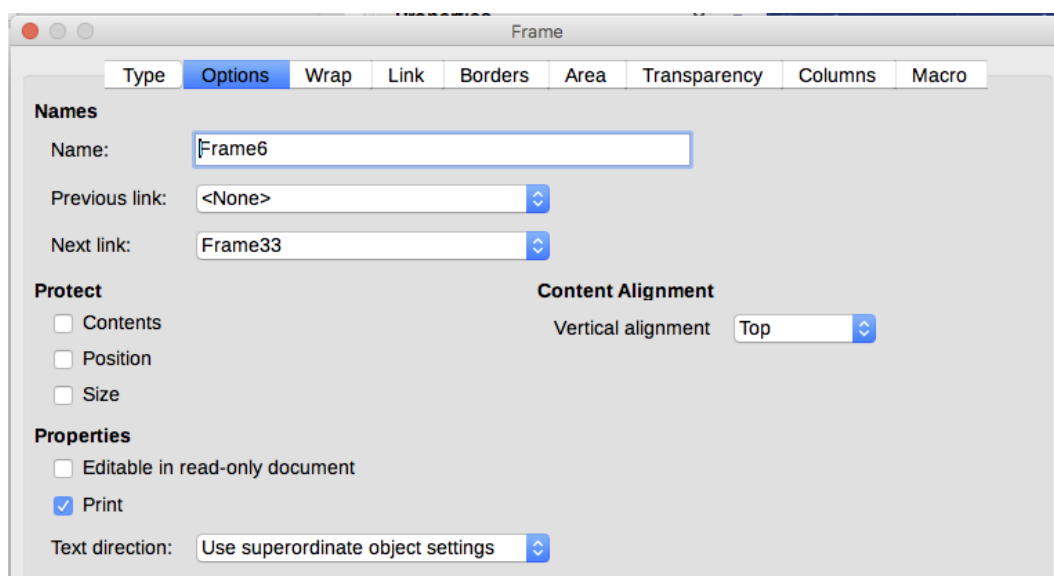 Frame
Type Options Wrap Link Borders Area Transparency Columns Macro
Names
Name: Frame6
Previous link: <None>
Next link: Frame33
Protect Content Alignment
Contents Vertical alignment Top
Position
Size
Properties
Editable in read-only document
Print
Text direction: Use superordinate object settings